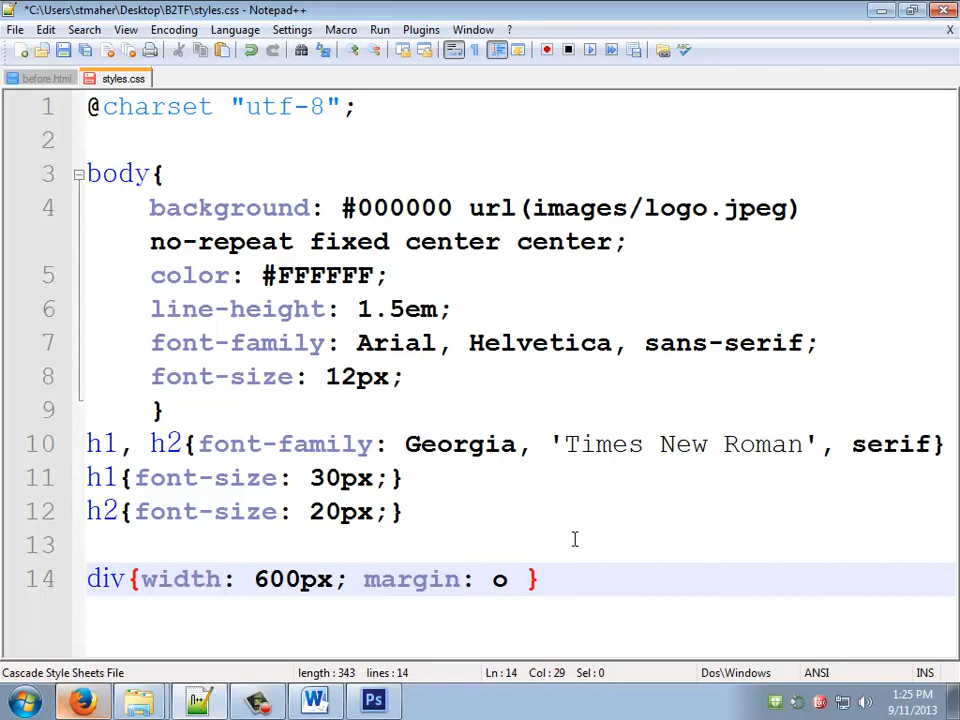 *C:\Users\stmaher\Desktop\B2TF\styles.css - Notepad++
File Edit Search View Encoding Language Settings Macro Run Plugins Window ? X
before.html styles.css
1 @charset "utf-8";
2
3 body{
4 background: #000000 url(images/logo.jpeg)
no-repeat fixed center center;
5 color: #FFFFFF;
6 line-height: 1.5em;
7 font-family: Arial, Helvetica, sans-serif;
8 font-size: 12px;
9 }
10 h1, h2{font-family: Georgia, 'Times New Roman', serif}
11 h1{font-size: 30px;}
12 h2{font-size: 20px;}
13
14 div{width: 600px; margin: o }
Cascade Style Sheets File length : 343 lines : 14 Ln : 14 Col : 29 Sel : 0 Dos\Windows ANSI INS
1:25 PM
9/11/2013